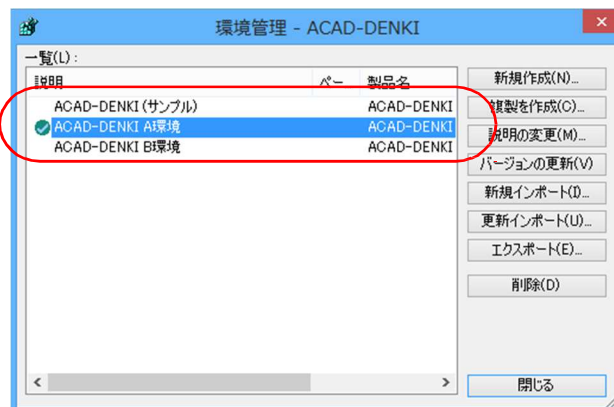 環境管理 - ACAD-DENKI
一覧(L):
説明 バー 製品名
ACAD-DENKI (サンプル) ACAD-DENKI
ACAD-DENKI A環境 ACAD-DENKI
ACAD-DENKI B環境 ACAD-DENKI
新規作成(N)...
複製を作成(C)...
説明の変更(M)...
バージョンの更新(V)
新規インポート(I)...
更新インポート(U)...
エクスポート(E)...
削除(D)
閉じる